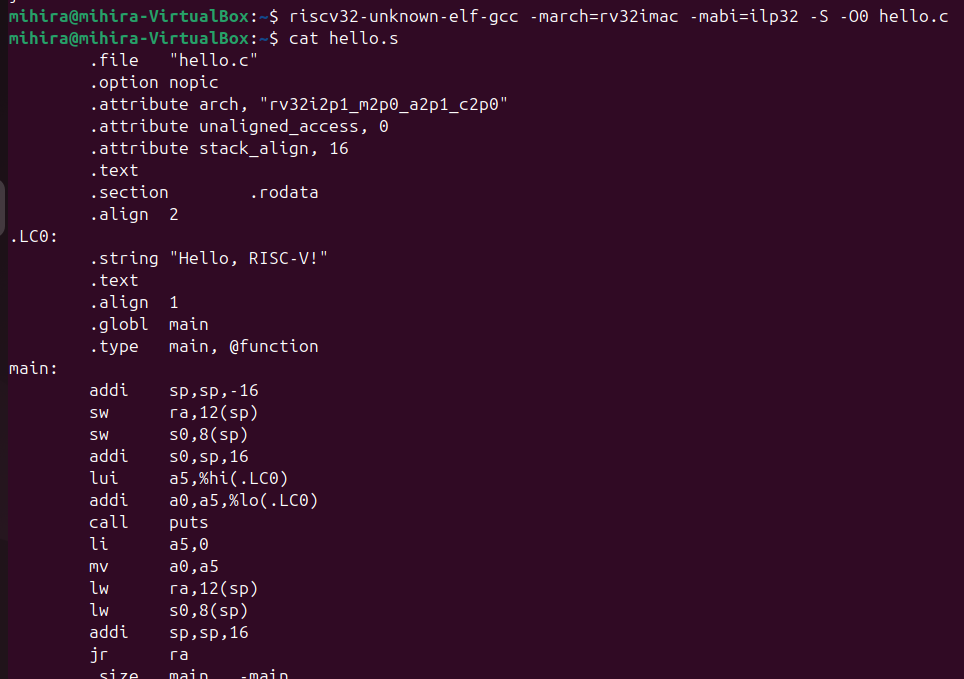 mihira@mihira-VirtualBox:~$ riscv32-unknown-elf-gcc -march=rv32imac -mabi=ilp32 -S -O0 hello.c
mihira@mihira-VirtualBox:~$ cat hello.s
        .file   "hello.c"
        .option nopic
        .attribute arch, "rv32i2p1_m2p0_a2p1_c2p0"
        .attribute unaligned_access, 0
        .attribute stack_align, 16
        .text
        .section        .rodata
        .align  2
.LC0:
        .string "Hello, RISC-V!"
        .text
        .align  1
        .globl  main
        .type   main, @function
main:
        addi    sp,sp,-16
        sw      ra,12(sp)
        sw      s0,8(sp)
        addi    s0,sp,16
        lui     a5,%hi(.LC0)
        addi    a0,a5,%lo(.LC0)
        call    puts
        li      a5,0
        mv      a0,a5
        lw      ra,12(sp)
        lw      s0,8(sp)
        addi    sp,sp,16
        jr      ra
        .size   main, .-main